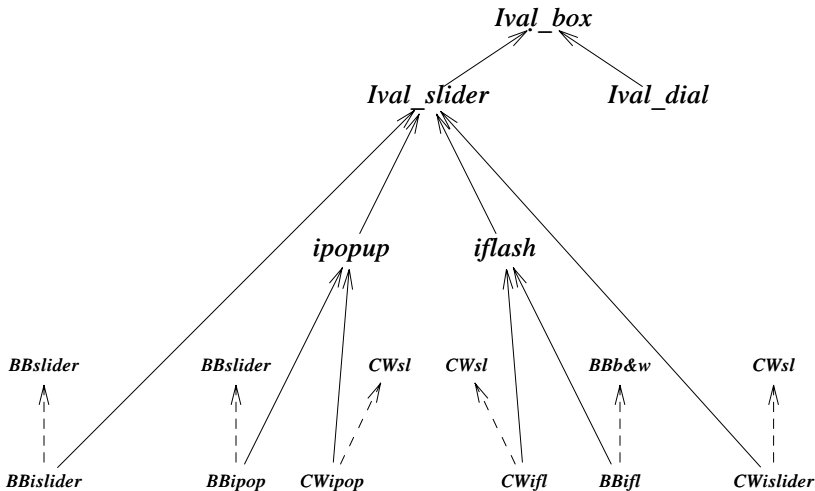 Ival_box
Ival_slider Ival_dial
ipopup iflash
BBslider BBslider CWsl CWsl BBb&w CWsl
BBislider BBipop CWipop CWifl BBifl CWislider